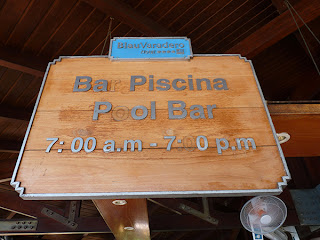 Bar Piscina
Pool Bar
7: 00 a.m - 7: 0 p.m